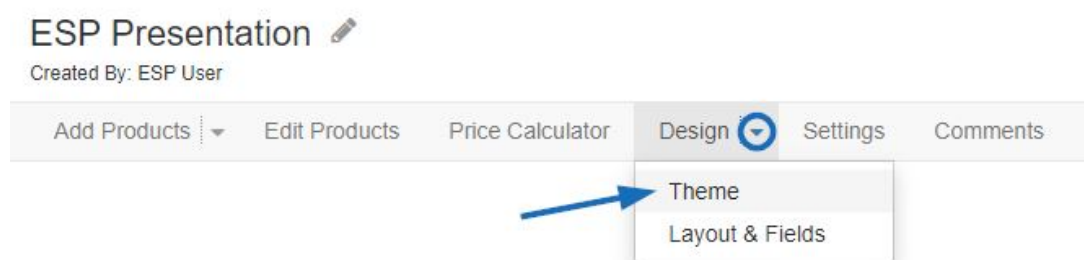 ESP Presentation
Created By: ESP User
Add Products Edit Products Price Calculator Design Settings Comments
Theme
Layout & Fields